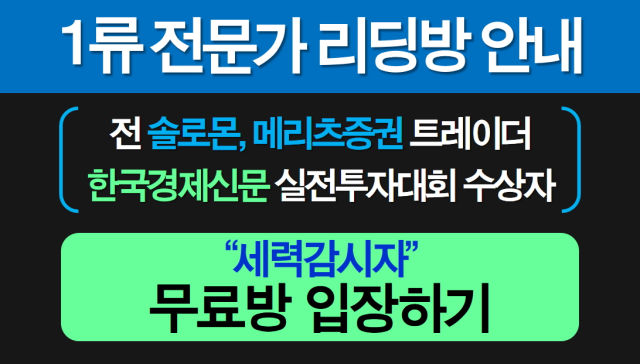 1류 전문가 리딩방 안내
전 솔로몬, 메리츠증권 트레이더
한국경제신문 실전투자대회 수상자
“세력감시자”
무료방 입장하기